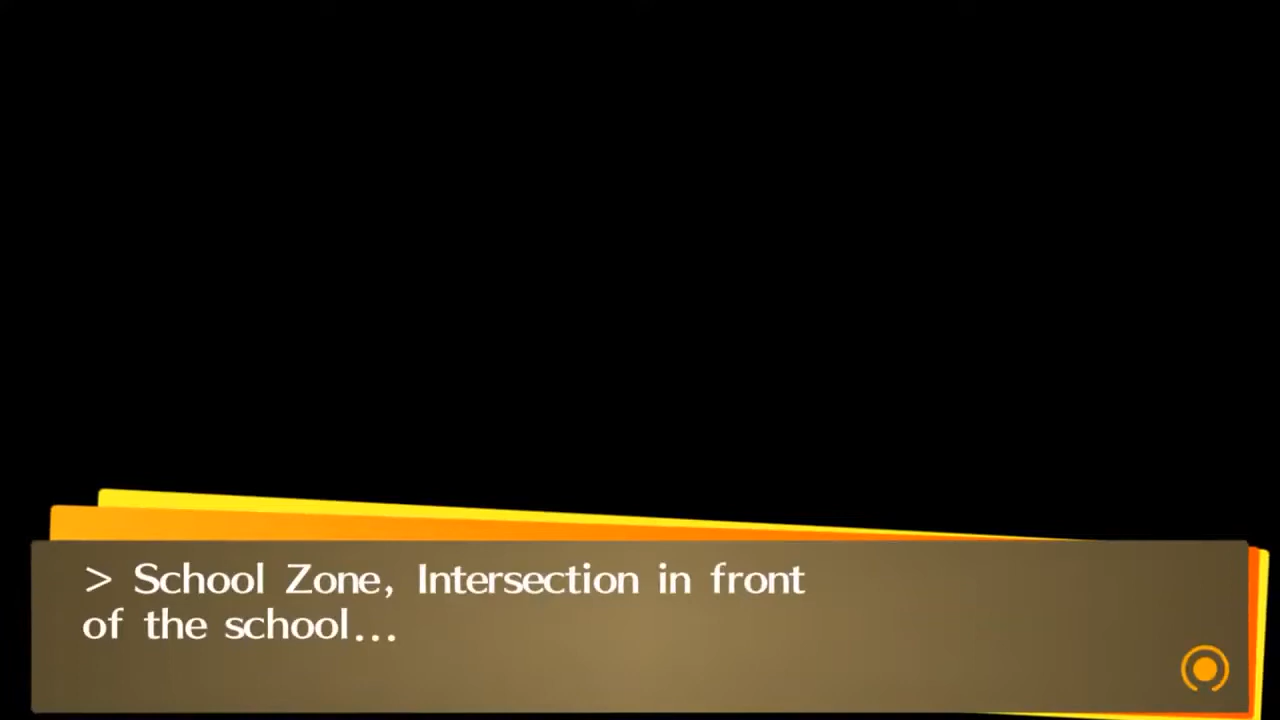 > School Zone, Intersection in front
of the school...